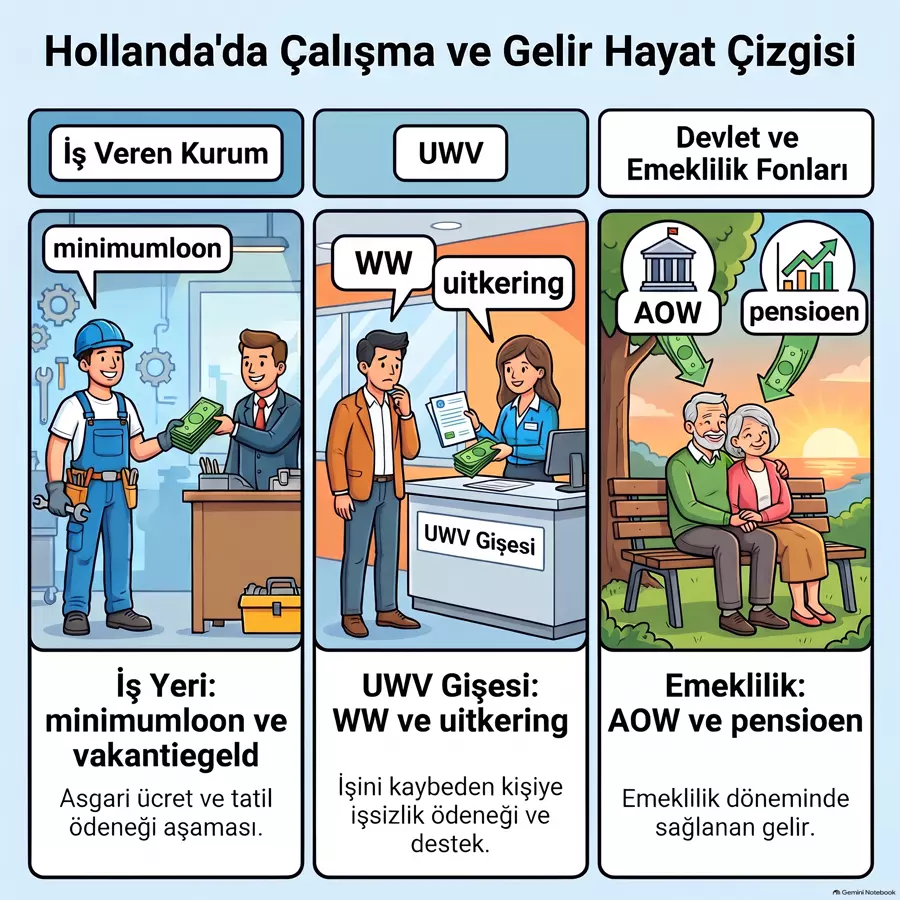 Hollanda'da Çalışma ve Gelir Hayat Çizgisi
İş Veren Kurum
UWV
Devlet ve
Emeklilik Fonları
minimumloon
WW
uitkering
UWV Gişesi
AOW
pensioen
İş Yeri:
minimumloon ve
vakantiegeld
Asgari ücret ve tatil
ödeneği aşaması.
UWV Gişesi:
WW ve uitkering
İşini kaybeden kişiye
işsizlik ödeneği ve
destek.
Emeklilik:
AOW ve pensioen
Emeklilik döneminde
sağlanan gelir.
Gemini Notebook